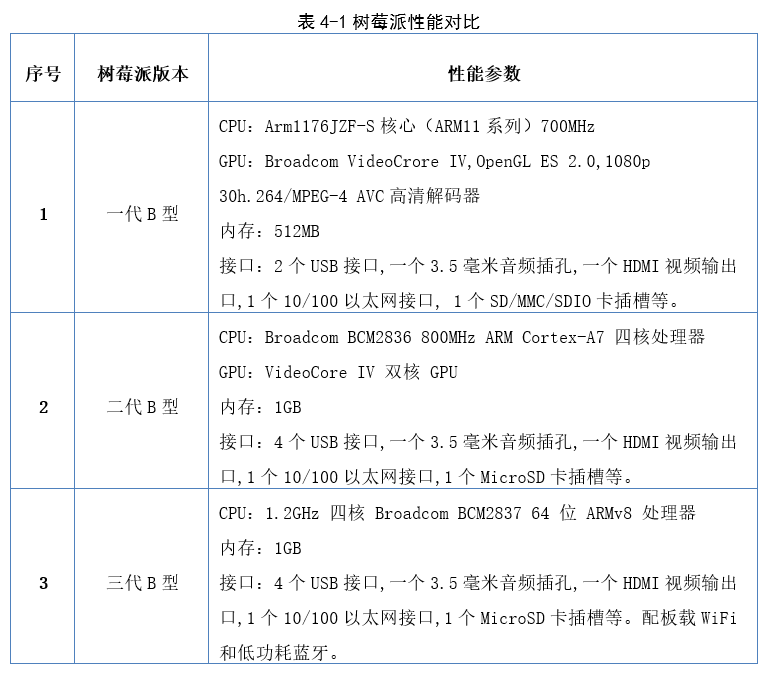 表 4-1 树莓派性能对比
序号 树莓派版本 性能参数
1 一代 B 型
CPU: Arm1176JZF-S 核心（ARM11 系列）700MHz
GPU: Broadcom VideoCrore IV,OpenGL ES 2.0,1080p
30h.264/MPEG-4 AVC 高清解码器
内存: 512MB
接口: 2 个 USB 接口,一个 3.5 毫米音频插孔,一个 HDMI 视频输出
口,1 个 10/100 以太网接口, 1 个 SD/MMC/SDIO 卡插槽等。
2 二代 B 型
CPU: Broadcom BCM2836 800MHz ARM Cortex-A7 四核处理器
GPU: VideoCore IV 双核 GPU
内存: 1GB
接口: 4 个 USB 接口,一个 3.5 毫米音频插孔,一个 HDMI 视频输出
口,1 个 10/100 以太网接口,1 个 MicroSD 卡插槽等。
3 三代 B 型
CPU: 1.2GHz 四核 Broadcom BCM2837 64 位 ARMv8 处理器
内存: 1GB
接口: 4 个 USB 接口,一个 3.5 毫米音频插孔,一个 HDMI 视频输出
口,1 个 10/100 以太网接口,1 个 MicroSD 卡插槽等。配板载 WiFi
和低功耗蓝牙。